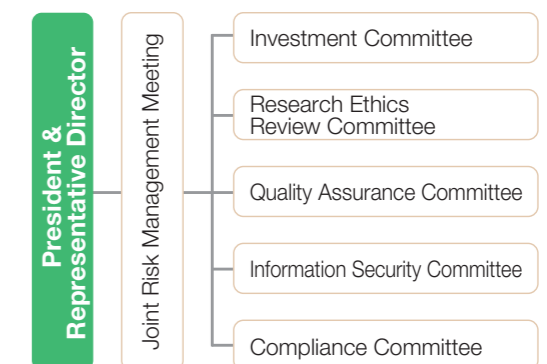 President &
Representative Director
Joint Risk Management Meeting
Investment Committee
Research Ethics
Review Committee
Quality Assurance Committee
Information Security Committee
Compliance Committee